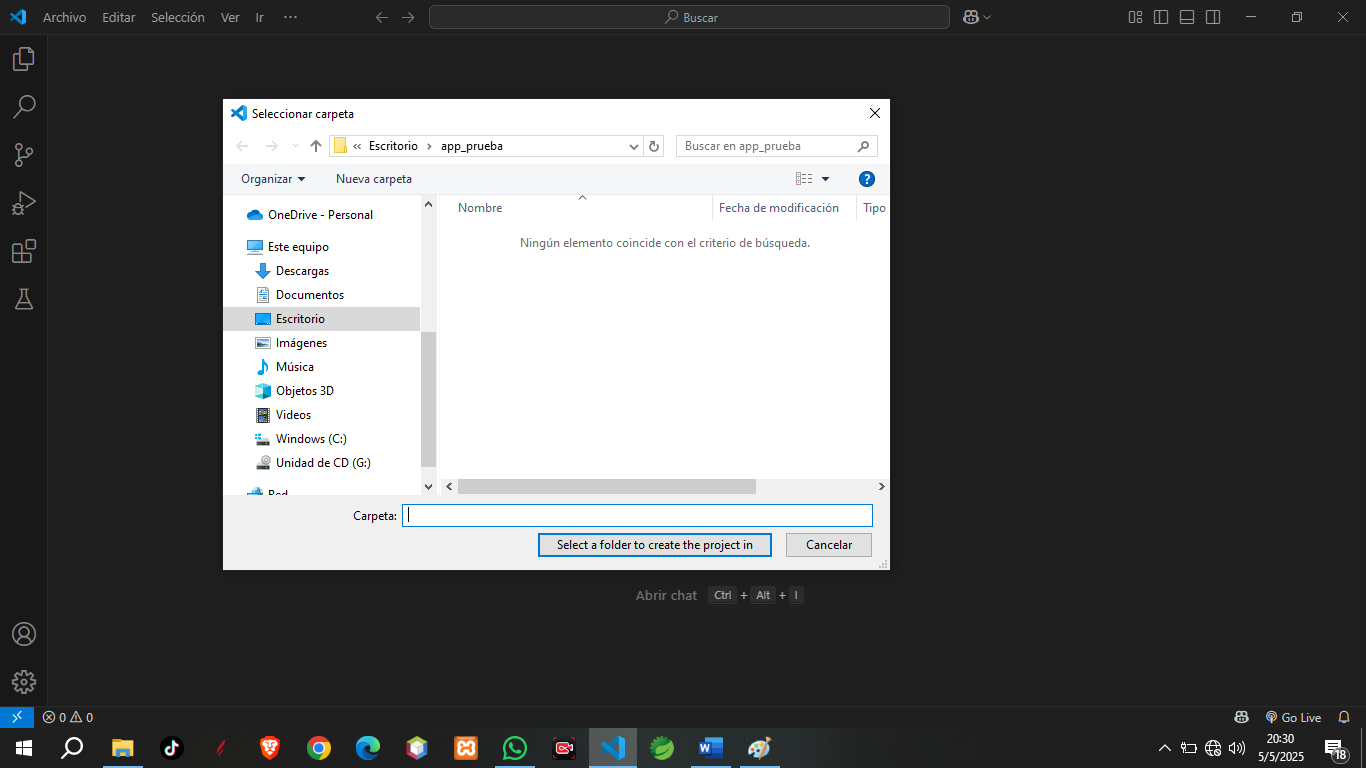 Archivo Editar Selección Ver Ir ···
Buscar
Seleccionar carpeta
« Escritorio › app_prueba
Buscar en app_prueba
Organizar
Nueva carpeta
OneDrive - Personal
Este equipo
Descargas
Documentos
Escritorio
Imágenes
Música
Objetos 3D
Videos
Windows (C:)
Unidad de CD (G:)
Red
Nombre
Fecha de modificación
Tipo
Ningún elemento coincide con el criterio de búsqueda.
Carpeta:
Select a folder to create the project in
Cancelar
Abrir chat Ctrl + Alt + I
0 0
Go Live
W
20:30
5/5/2025
18